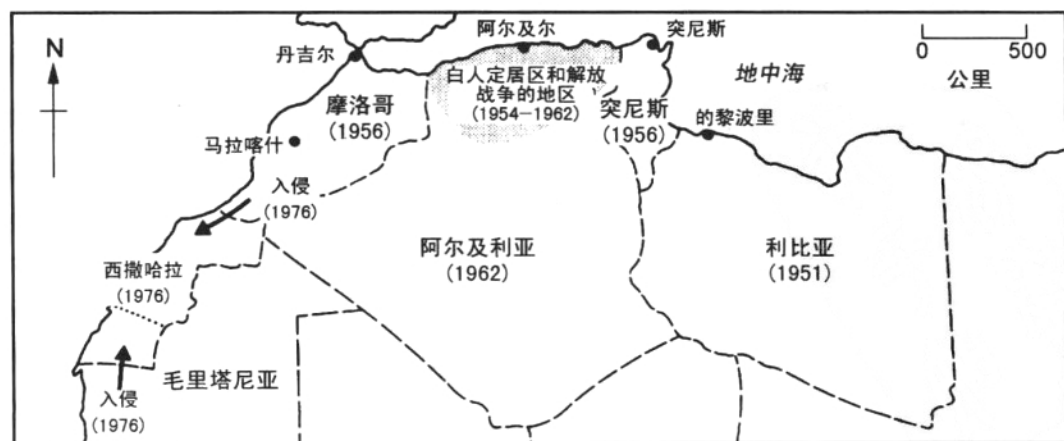 N
丹吉尔
阿尔及尔
突尼斯
0 500
公里
地中海
白人定居区和解放
战争的地区
(1954—1962)
摩洛哥
(1956)
突尼斯
(1956)
的黎波里
马拉喀什
入侵
(1976)
阿尔及利亚
(1962)
利比亚
(1951)
西撒哈拉
(1976)
毛里塔尼亚
入侵
(1976)